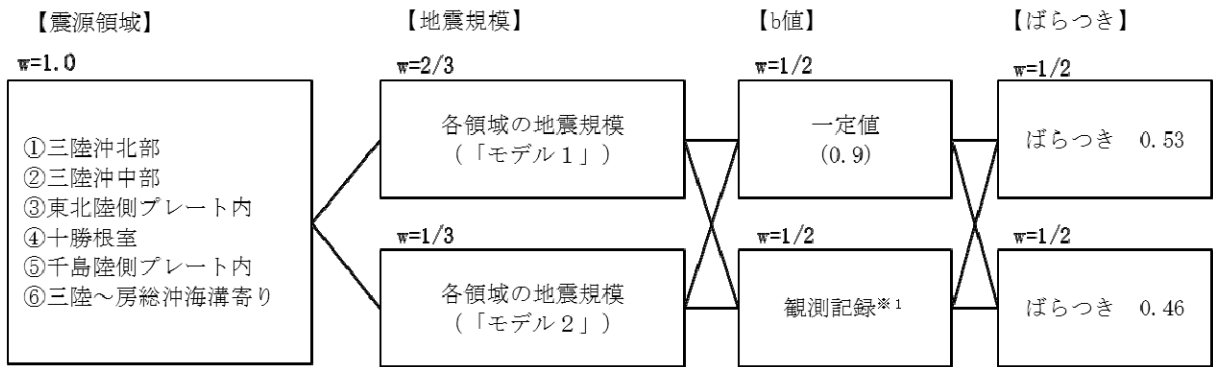 【震源領域】
w=1.0
①三陸沖北部
②三陸沖中部
③東北陸側プレート内
④十勝根室
⑤千島陸側プレート内
⑥三陸～房総沖海溝寄り
【地震規模】
w=2/3
各領域の地震規模
(「モデル１」)
w=1/3
各領域の地震規模
(「モデル２」)
【b値】
w=1/2
一定値
(0.9)
w=1/2
観測記録※1
【ばらつき】
w=1/2
ばらつき 0.53
w=1/2
ばらつき 0.46